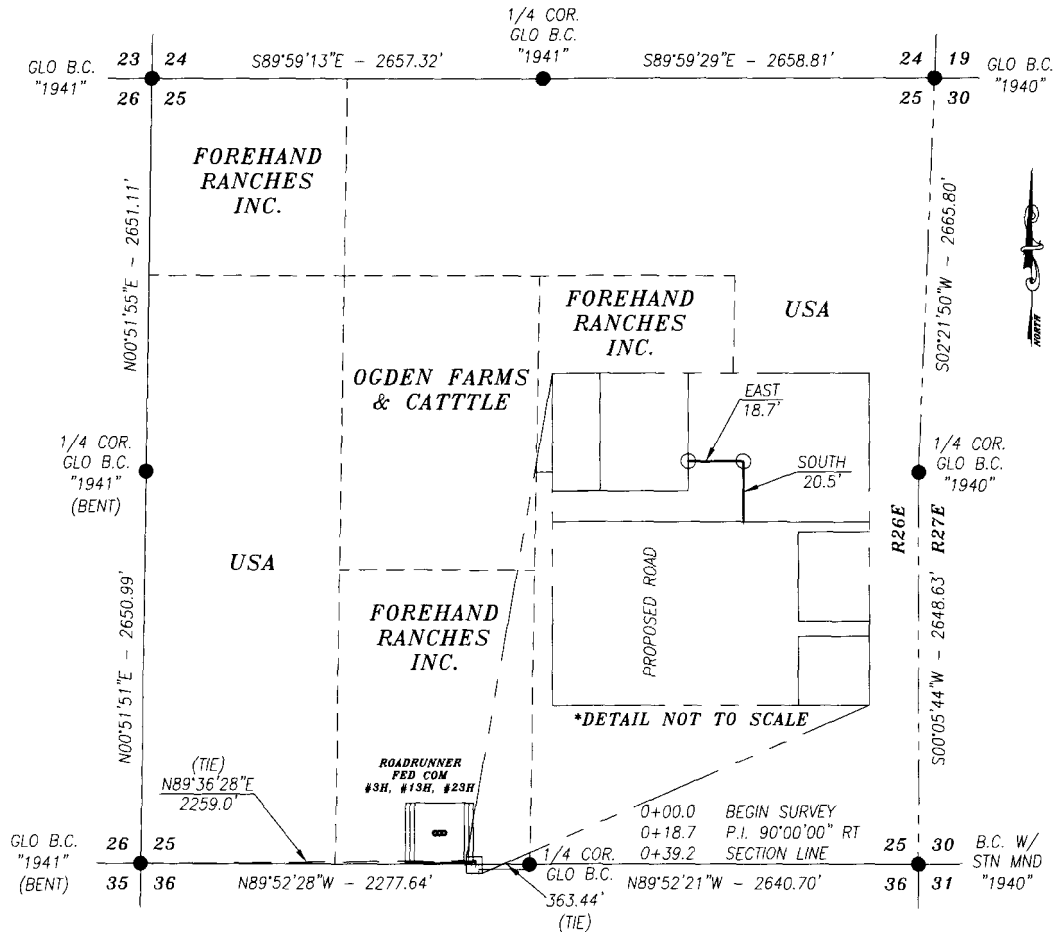 1/4 COR.
GLO B.C.
"1941"
23 24
S89°59'13"E - 2657.32'
S89°59'29"E - 2658.81'
24 19
GLO B.C.
"1941"
GLO B.C.
"1940"
26 25
25 30
FOREHAND
RANCHES
INC.
N00°51'55"E - 2651.11'
S02°21'50"W - 2665.80'
NORTH
FOREHAND
RANCHES
INC.
USA
OGDEN FARMS
& CATTTLE
EAST
18.7'
SOUTH
20.5'
1/4 COR.
GLO B.C.
"1941"
(BENT)
1/4 COR.
GLO B.C.
"1940"
R26E
R27E
USA
PROPOSED ROAD
FOREHAND
RANCHES
INC.
N00°51'51"E - 2650.99'
S00°05'44"W - 2648.63'
*DETAIL NOT TO SCALE
(TIE)
N89°36'28"E
2259.0'
ROADRUNNER
FED COM
#3H, #13H, #23H
0+00.0 BEGIN SURVEY
0+18.7 P.I. 90°00'00" RT
0+39.2 SECTION LINE
GLO B.C.
"1941"
(BENT)
26 25
35 36
N89°52'28"W - 2277.64'
1/4 COR.
GLO B.C.
363.44'
(TIE)
N89°52'21"W - 2640.70'
25 30
36 31
B.C. W/
STN MND
"1940"